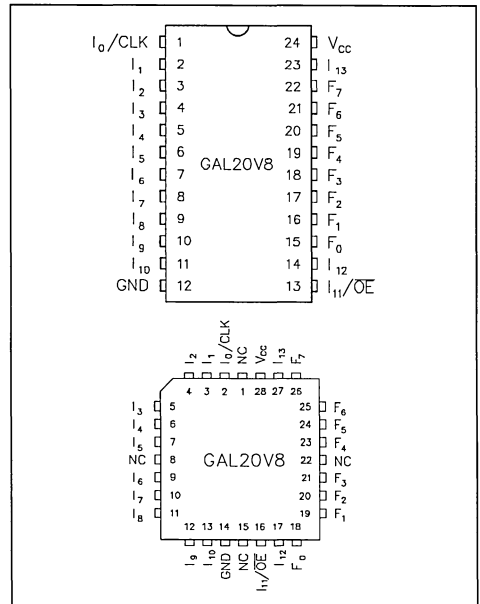 I₀/CLK 1 24 V_CC
I₁ 2 23 I₁₃
I₂ 3 22 F₇
I₃ 4 21 F₆
I₄ 5 20 F₅
I₅ 6 19 F₄
GAL20V8
I₆ 7 18 F₃
I₇ 8 17 F₂
I₈ 9 16 F₁
I₉ 10 15 F₀
I₁₀ 11 14 I₁₂
GND 12 13 I₁₁/O̅E̅
I₂ I₁ I₀/CLK NC V_CC I₁₃ F₇
4 3 2 1 28 27 26
I₃ 5 25 F₆
I₄ 6 24 F₅
I₅ 7 23 F₄
NC 8 GAL20V8 22 NC
I₆ 9 21 F₃
I₇ 10 20 F₂
I₈ 11 19 F₁
12 13 14 15 16 17 18
I₉ I₁₀ GND NC I₁₁/O̅E̅ I₁₂ F₀